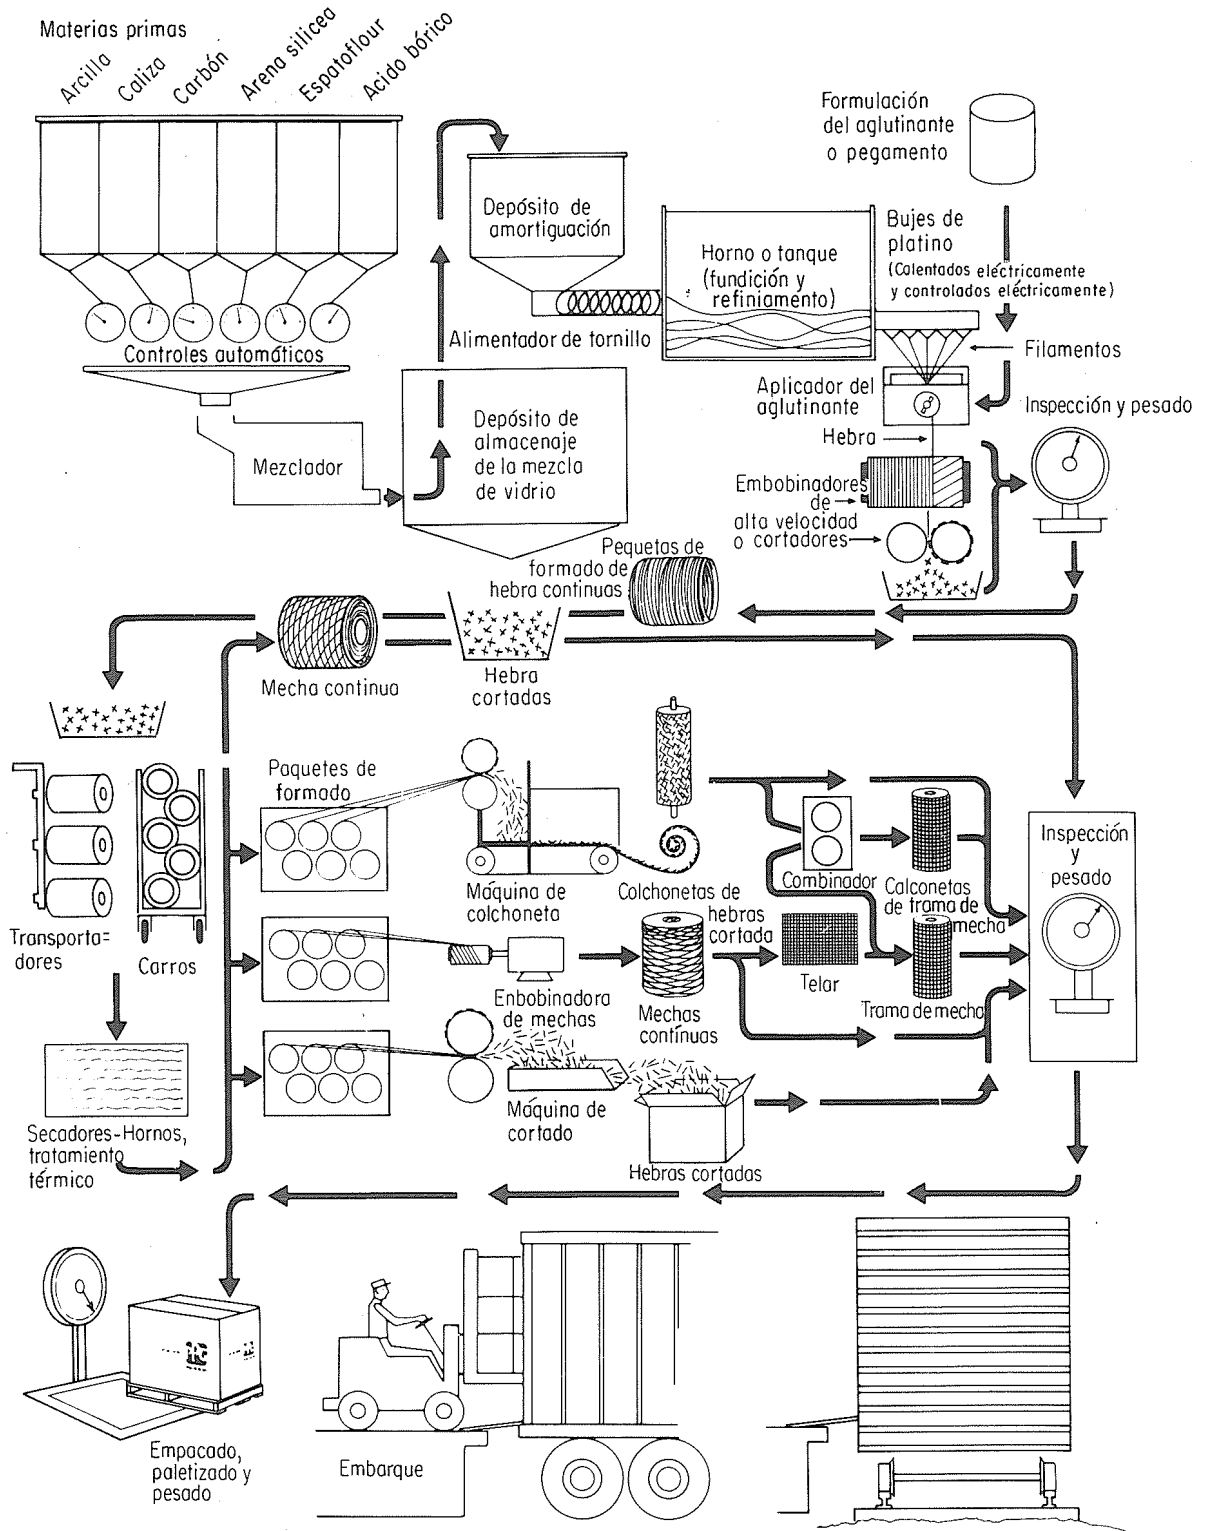 Materias primas
Arcilla
Caliza
Carbón
Arena silicea
Espatoflour
Acido bórico
Controles automáticos
Mezclador
Depósito de
almacenaje
de la mezcla
de vidrio
Depósito de
amortiguación
Alimentador de tornillo
Horno o tanque
(fundición y
refiniamento)
Formulación
del aglutinante
o pegamento
Bujes de
platino
(Calentados eléctricamente
y controlados eléctricamente)
Filamentos
Aplicador del
aglutinante
Hebra
Embobinadores
de
alta velocidad
o cortadores
Inspección y pesado
Pequetas de
formado de
hebra continuas
Mecha continua
Hebra
cortadas
Transporta=
dores
Carros
Secadores-Hornos,
tratamiento
térmico
Paquetes de
formado
Máquina de
colchoneta
Colchonetas de
hebras
cortada
Combinador
Calconetas
de trama de
mecha
Enbobinadora
de mechas
Mechas
contínuas
Telar
Trama de mecha
Máquina de
cortado
Hebras cortadas
Inspección
y
pesado
Empacado,
paletizado y
pesado
Embarque